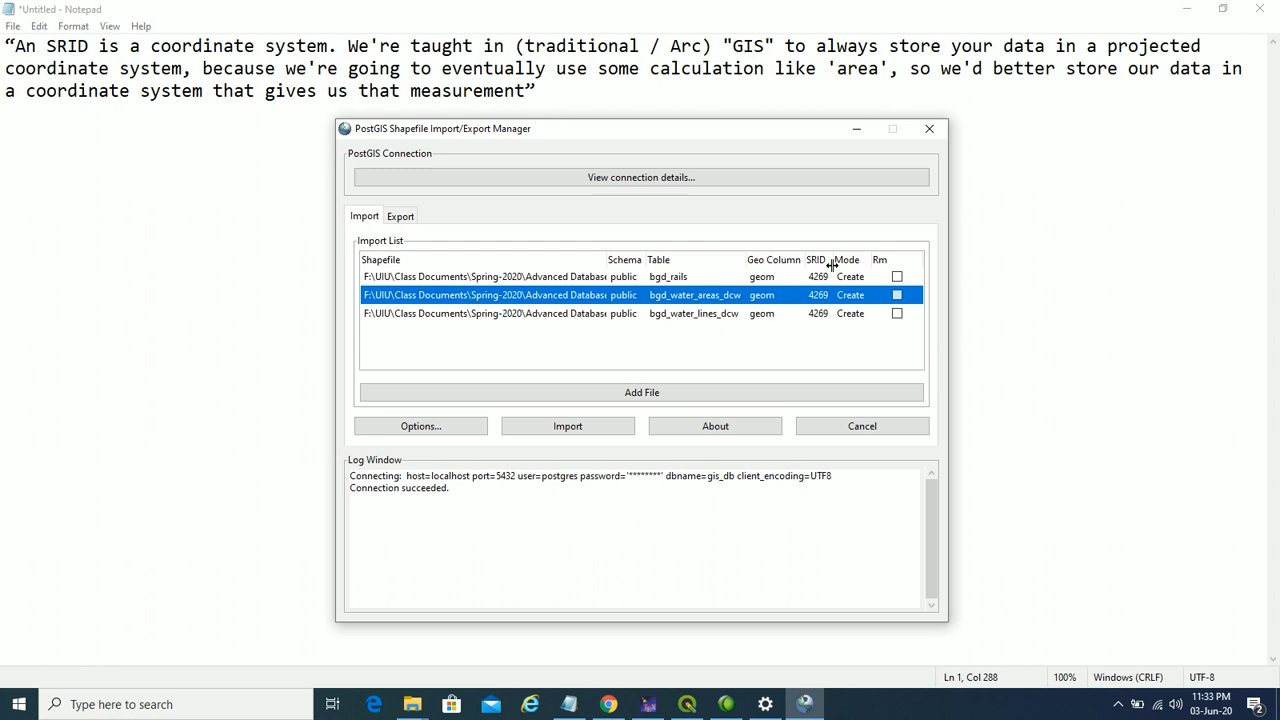 *Untitled - Notepad
File Edit Format View Help
“An SRID is a coordinate system. We're taught in (traditional / Arc) "GIS" to always store your data in a projected
coordinate system, because we're going to eventually use some calculation like 'area', so we'd better store our data in
a coordinate system that gives us that measurement”
PostGIS Shapefile Import/Export Manager
PostGIS Connection
View connection details...
Import Export
Import List
Shapefile Schema Table Geo Column SRID Mode Rm
F:\UIU\Class Documents\Spring-2020\Advanced Database public bgd_rails geom 4269 Create
F:\UIU\Class Documents\Spring-2020\Advanced Database public bgd_water_areas_dcw geom 4269 Create
F:\UIU\Class Documents\Spring-2020\Advanced Database public bgd_water_lines_dcw geom 4269 Create
Add File
Options... Import About Cancel
Log Window
Connecting: host=localhost port=5432 user=postgres password='********' dbname=gis_db client_encoding=UTF8
Connection succeeded.
Ln 1, Col 288 100% Windows (CRLF) UTF-8
Type here to search
11:33 PM
03-Jun-20
2